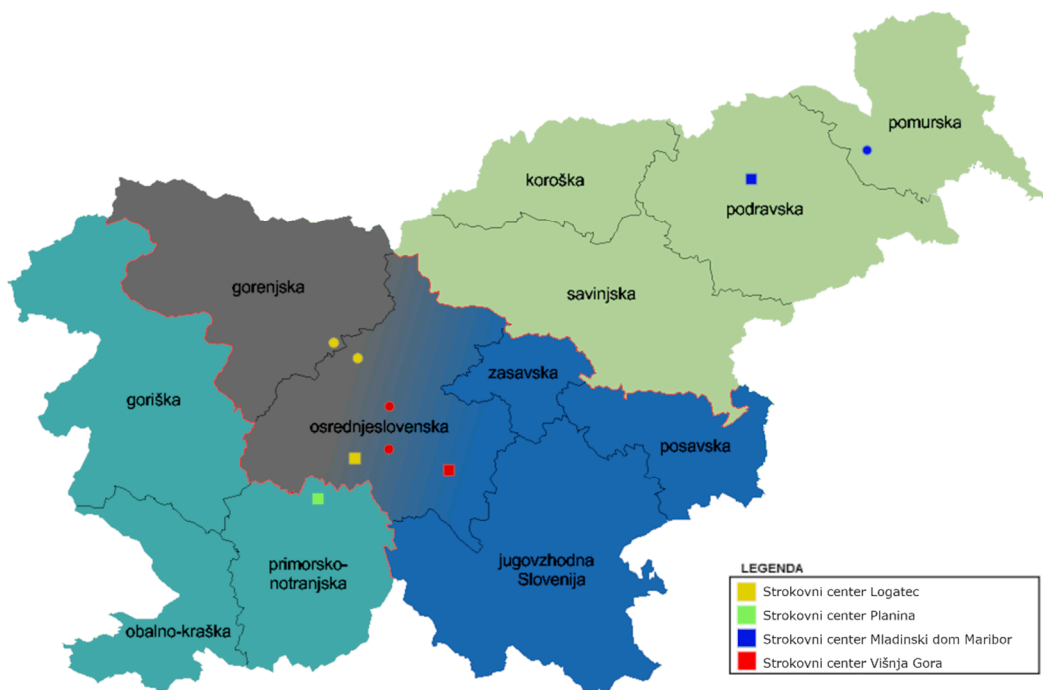 pomurska
koroška
podravska
gorenjska
savinjska
zasavska
goriška
osrednjeslovenska
posavska
primorsko-
notranjska
jugovzhodna
Slovenija
obalno-kraška
LEGENDA
Strokovni center Logatec
Strokovni center Planina
Strokovni center Mladinski dom Maribor
Strokovni center Višnja Gora